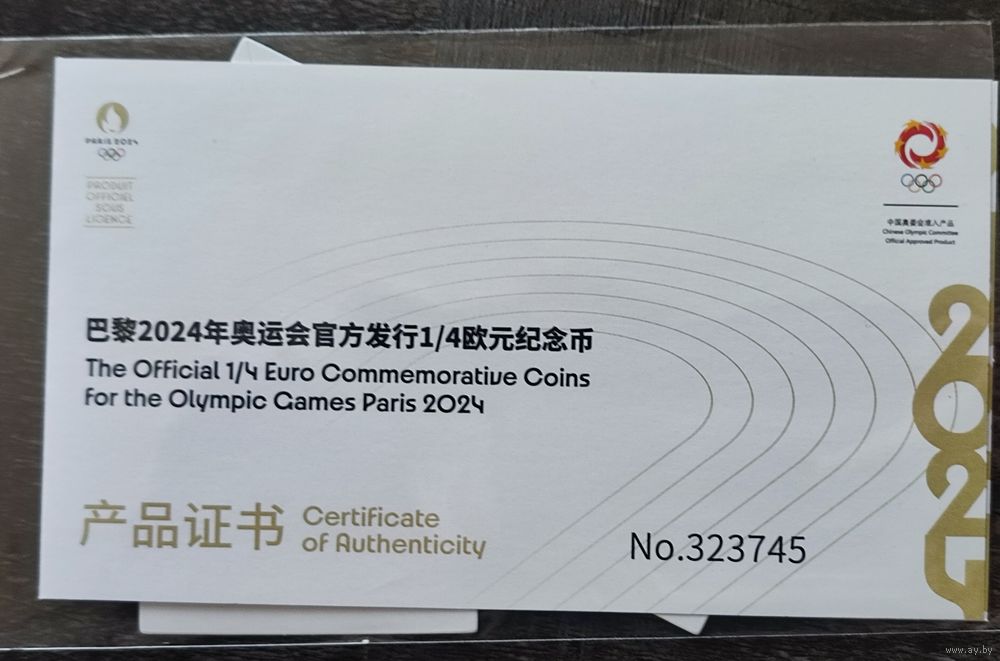 PARIS 2024
PRODUIT
OFFICIEL
SOUS
LICENCE
中国奥委会准入产品
Chinese Olympic Committee
Official Approved Product
巴黎2024年奥运会官方发行1/4欧元纪念币
The Official 1/4 Euro Commemorative Coins
for the Olympic Games Paris 2024
产品证书
Certificate
of Authenticity
No.323745
2024
www.ay.by